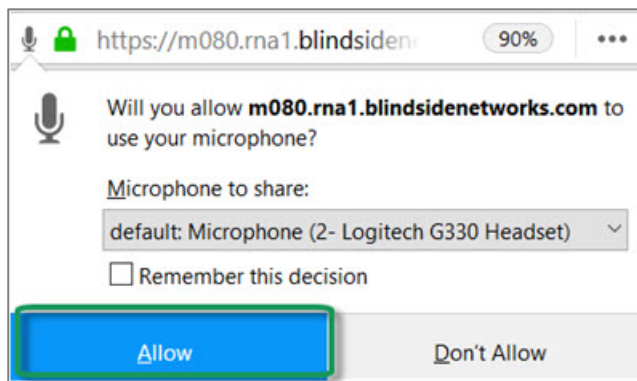 https://m080.rna1.blindsiden 90%
Will you allow m080.rna1.blindsidenetworks.com to
use your microphone?
Microphone to share:
default: Microphone (2- Logitech G330 Headset)
Remember this decision
Allow Don't Allow